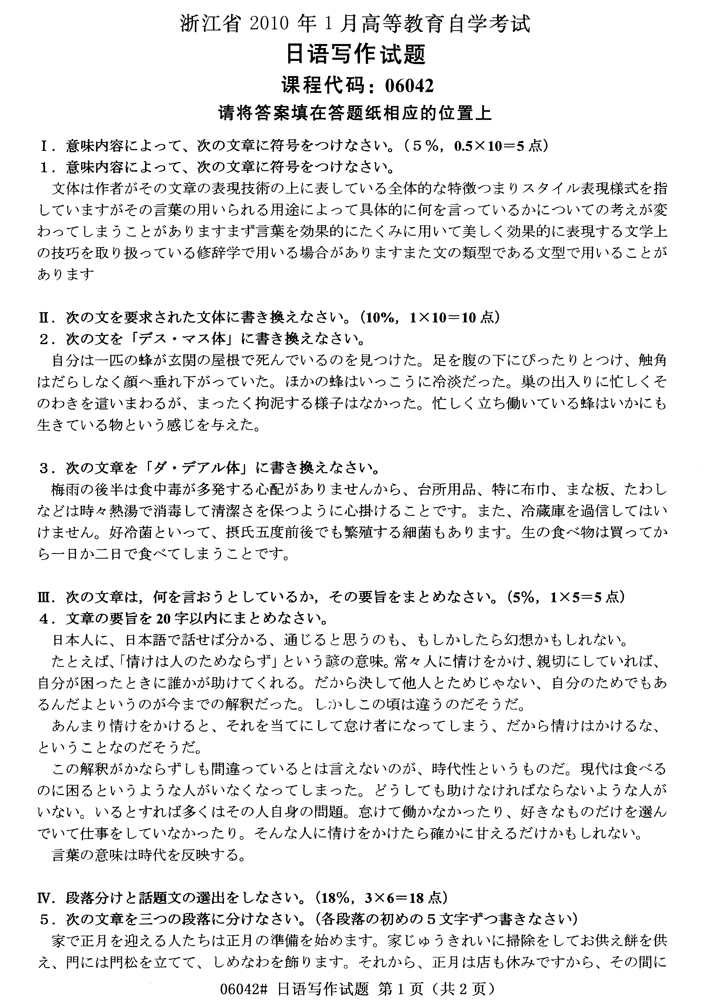 浙江省 2010 年 1 月高等教育自学考试
日语写作试题
课程代码：06042
请将答案填在答题纸相应的位置上
Ⅰ．意味内容によって、次の文章に符号をつけなさい。（５％，0.5×10＝5 点）
１．意味内容によって、次の文章に符号をつけなさい。
文体は作者がその文章の表現技術の上に表している全体的な特徴つまりスタイル表現様式を指
していますがその言葉の用いられる用途によって具体的に何を言っているかについての考えが変
わってしまうことがありますまず言葉を効果的にたくみに用いて美しく効果的に表現する文学上
の技巧を取り扱っている修辞学で用いる場合がありますまた文の類型である文型で用いることが
あります
Ⅱ．次の文を要求された文体に書き換えなさい。（10%，1×10＝10 点）
２．次の文を「デス・マス体」に書き換えなさい。
自分は一匹の蜂が玄関の屋根で死んでいるのを見つけた。足を腹の下にぴったりとつけ、触角
はだらしなく顔へ垂れ下がっていた。ほかの蜂はいっこうに冷淡だった。巣の出入りに忙しくそ
のわきを這いまわるが、まったく拘泥する様子はなかった。忙しく立ち働いている蜂はいかにも
生きている物という感じを与えた。
３．次の文章を「ダ・デアル体」に書き換えなさい。
梅雨の後半は食中毒が多発する心配がありませんから、台所用品、特に布巾、まな板、たわし
などは時々熱湯で消毒して清潔さを保つように心掛けることです。また、冷蔵庫を過信してはい
けません。好冷菌といって、摂氏五度前後でも繁殖する細菌もあります。生の食べ物は買ってか
ら一日か二日で食べてしまうことです。
Ⅲ．次の文章は，何を言おうとしているか，その要旨をまとめなさい。（5%，1×5＝5 点）
４．文章の要旨を 20 字以内にまとめなさい。
日本人に、日本語で話せば分かる、通じると思うのも、もしかしたら幻想かもしれない。
たとえば、「情けは人のためならず」という諺の意味。常々人に情けをかけ、親切にしていれば、
自分が困ったときに誰かが助けてくれる。だから決して他人とためじゃない、自分のためでもあ
るんだよというのが今までの解釈だった。しかしこの頃は違うのだそうだ。
あんまり情けをかけると、それを当てにして怠け者になってしまう、だから情けはかけるな、
ということなのだそうだ。
この解釈がかならずしも間違っているとは言えないのが、時代性というものだ。現代は食べる
のに困るというような人がいなくなってしまった。どうしても助けなければならないような人が
いない。いるとすれば多くはその人自身の問題。怠けて働かなかったり、好きなものだけを選ん
でいて仕事をしていなかったり。そんな人に情けをかけたら確かに甘えるだけかもしれない。
言葉の意味は時代を反映する。
Ⅳ．段落分けと話題文の選出をしなさい。（18%，3×6＝18 点）
５．次の文章を三つの段落に分けなさい。（各段落の初めの５文字ずつ書きなさい）
家で正月を迎える人たちは正月の準備を始めます。家じゅうきれいに掃除をしてお供え餅を供
え、門には門松を立てて、しめなわを飾ります。それから、正月は店も休みですから、その間に
06042# 日语写作试题 第 1 页（共 2 页）